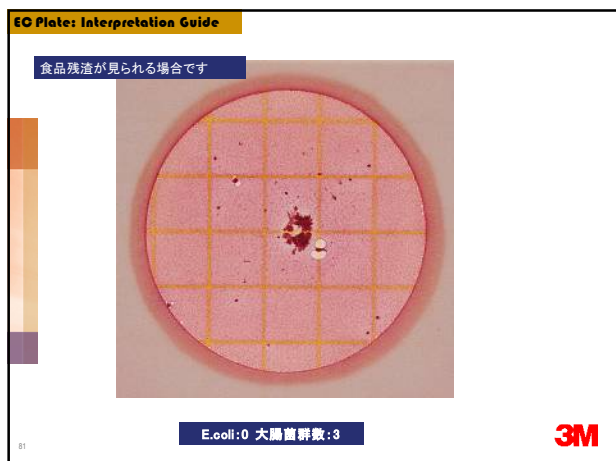 EC Plate: Interpretation Guide
食品残渣が見られる場合です
E.coli:0 大腸菌群数:3
81
3M